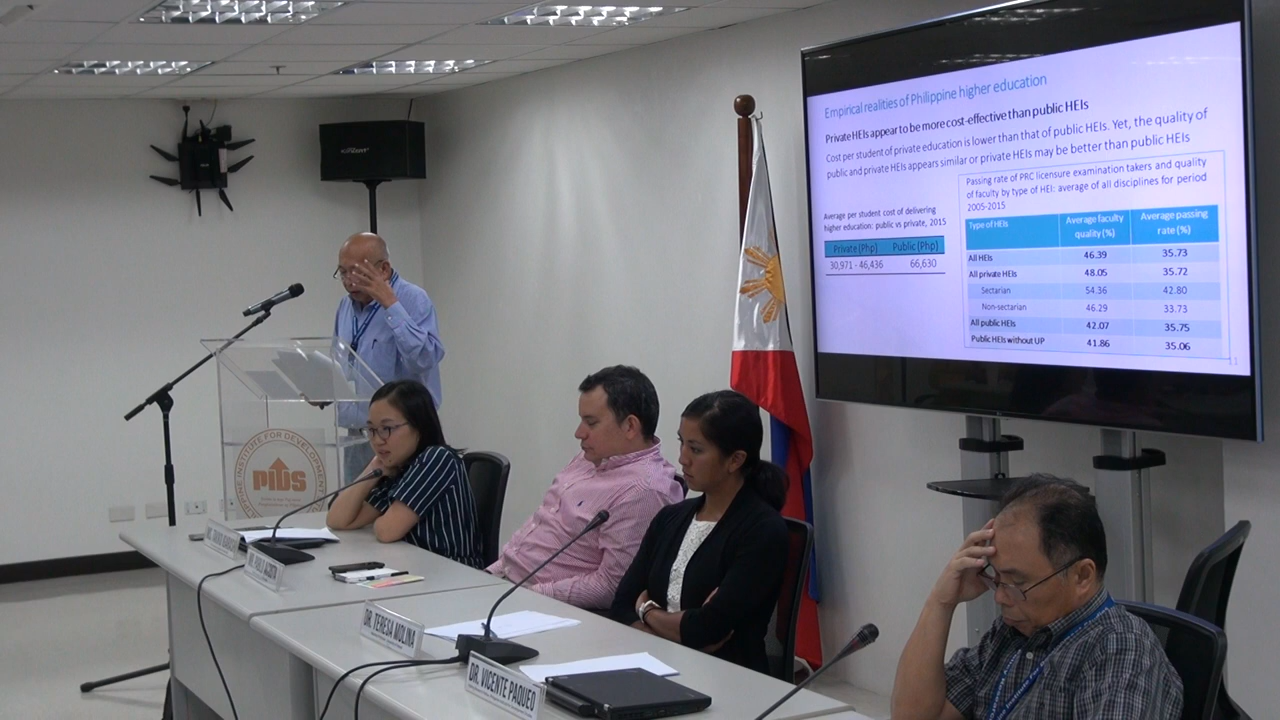 Empirical realities of Philippine higher education
Private HEIs appear to be more cost-effective than public HEIs
Cost per student of private education is lower than that of public HEIs. Yet, the quality of
public and private HEIs appears similar or private HEIs may be better than public HEIs
Average per student cost of delivering
higher education: public vs private, 2015
Private (Php) Public (Php)
30,971 - 46,436 66,630
Passing rate of PRC licensure examination takers and quality
of faculty by type of HEI: average of all disciplines for period
2005-2015
Type of HEIs Average faculty quality (%) Average passing rate (%)
All HEIs 46.39 35.73
All private HEIs 48.05 35.72
Sectarian 54.36 42.80
Non-sectarian 46.29 33.73
All public HEIs 42.07 35.75
Public HEIs without UP 41.86 35.06
11
PHILIPPINE INSTITUTE FOR DEVELOPMENT
PIDS
DR. TERESA MOLINA
DR. VICENTE PAQUEO